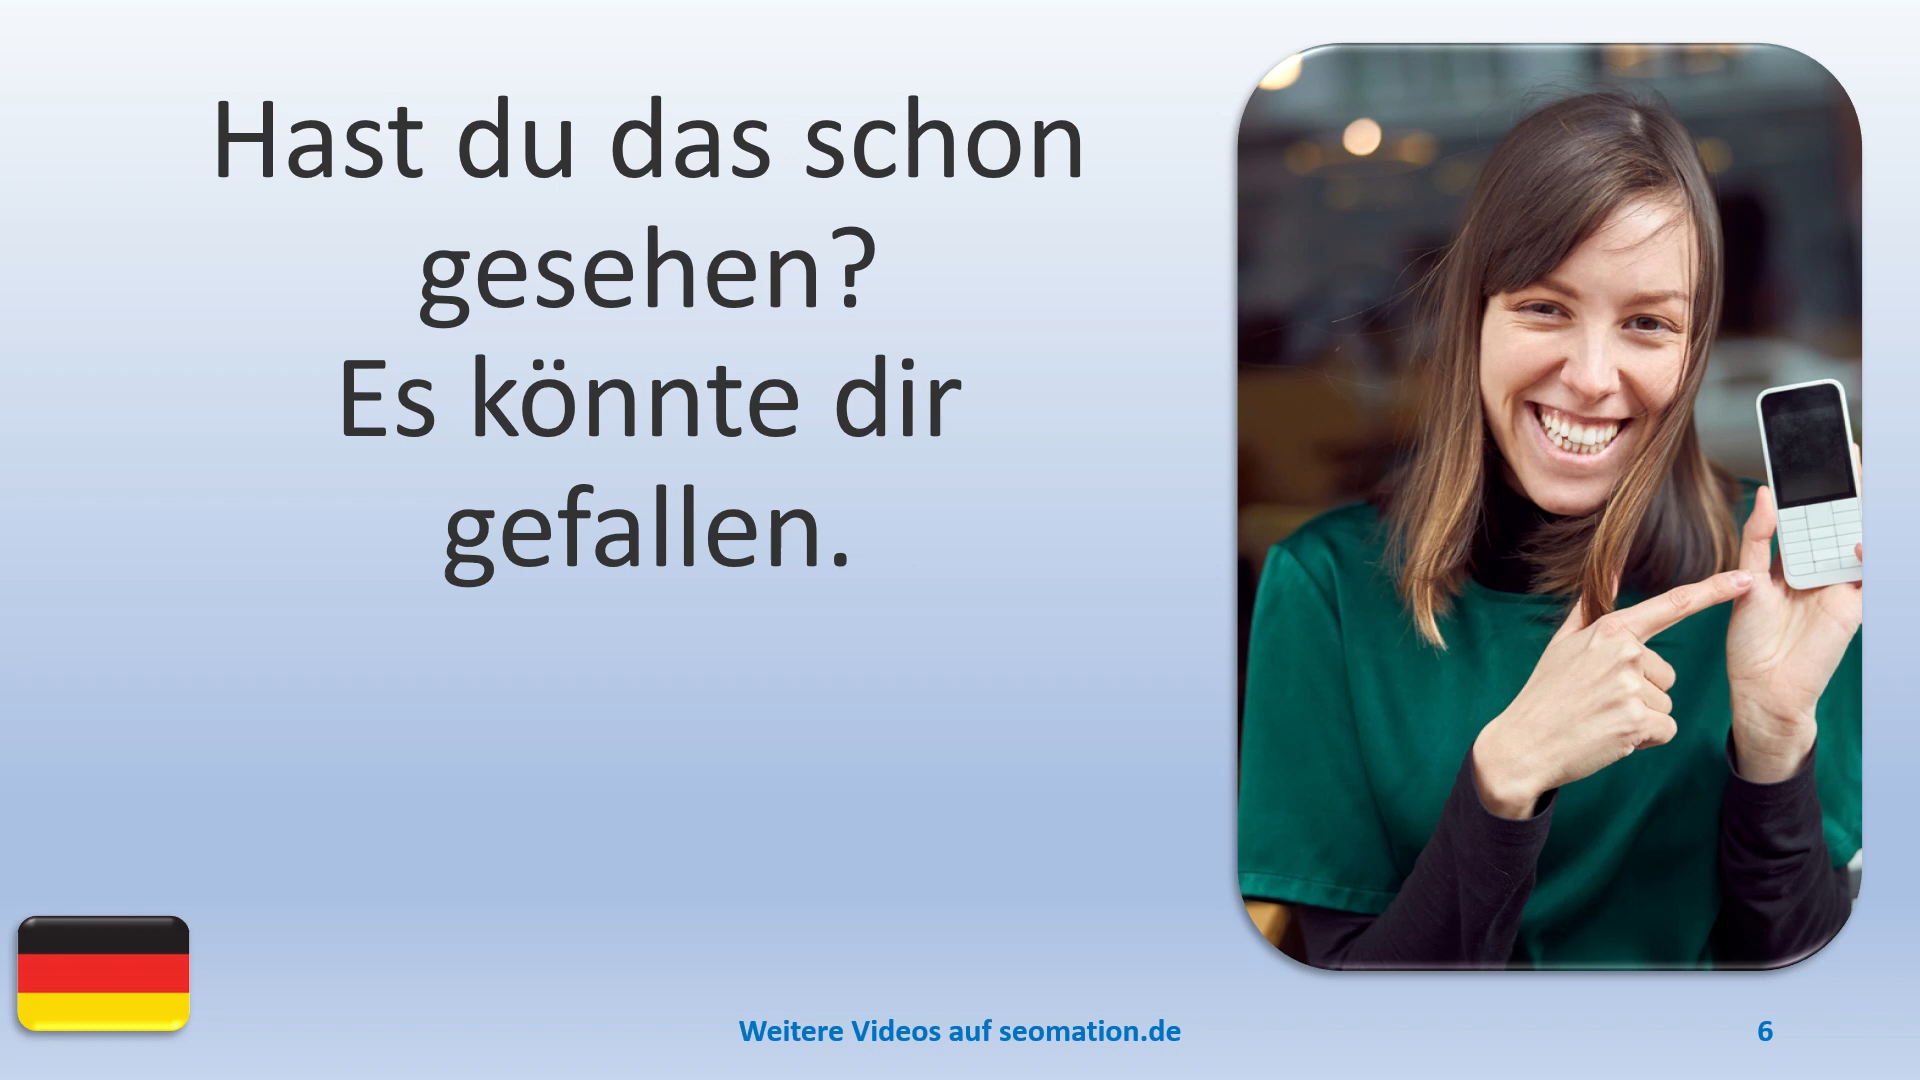 Hast du das schon
gesehen?
Es könnte dir
gefallen.
Weitere Videos auf seomation.de
6